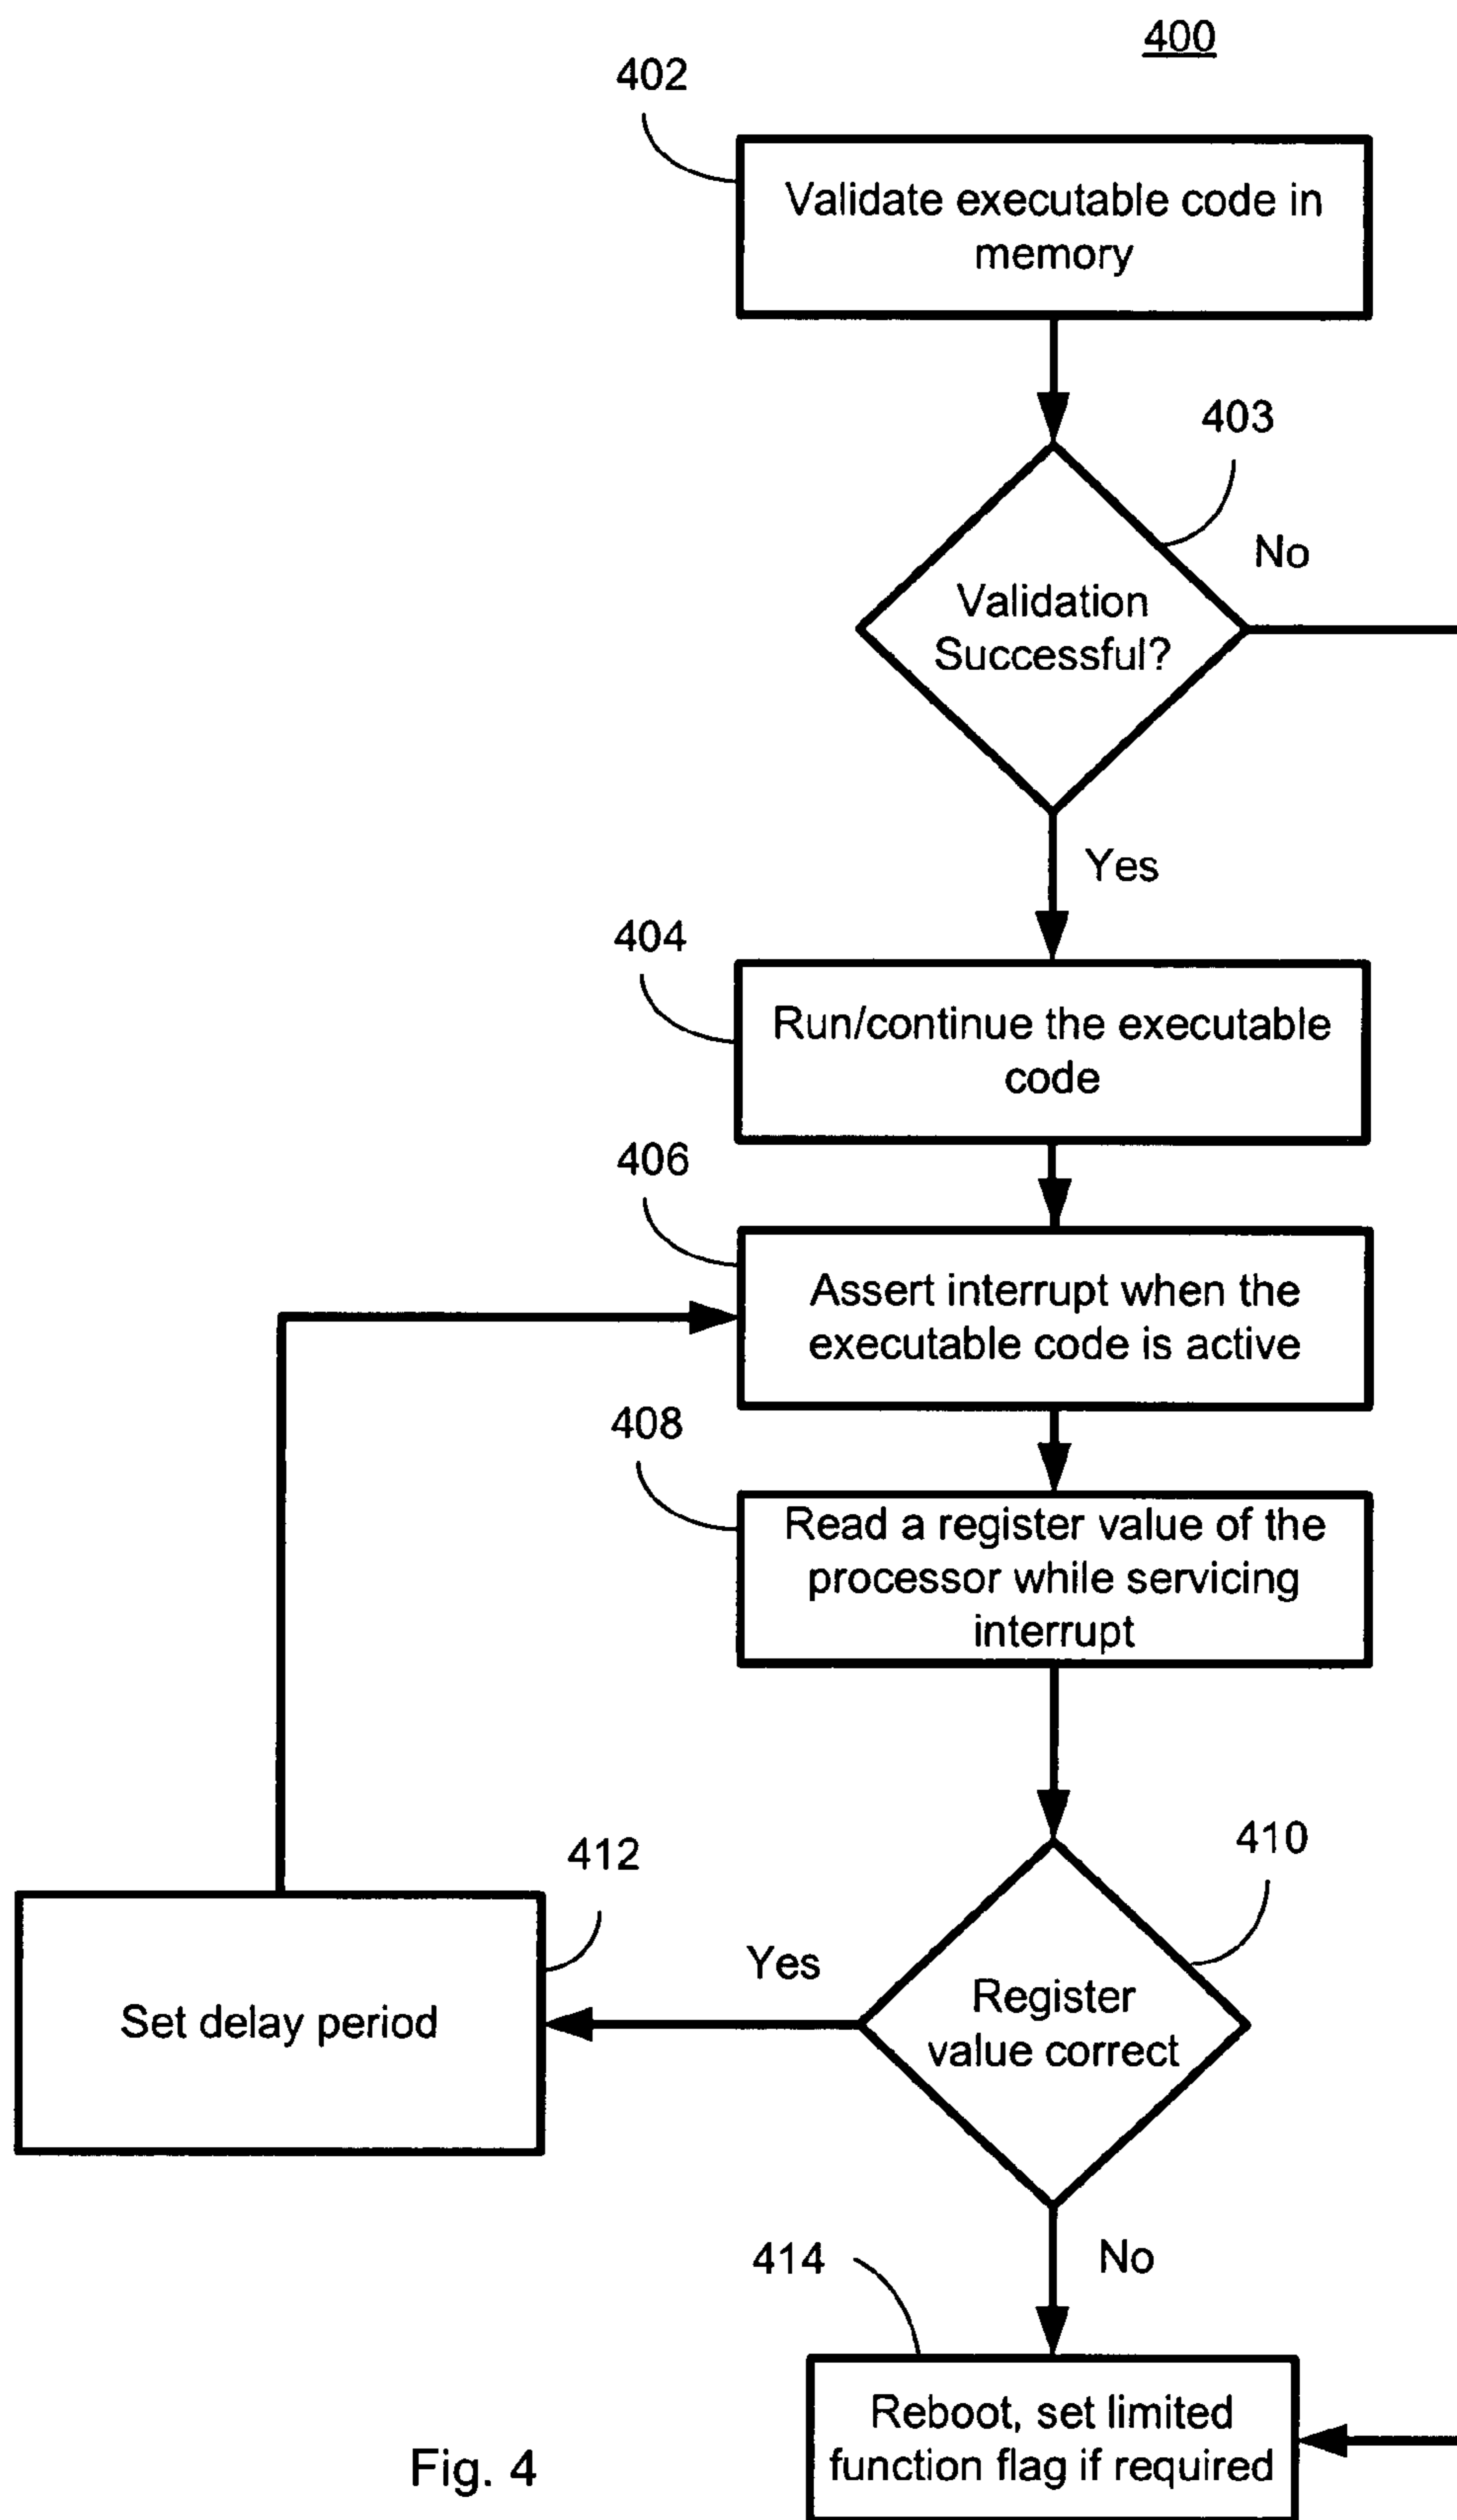 400
402
Validate executable code in
memory
403
No
Validation
Successful?
Yes
404
Run/continue the executable
code
406
Assert interrupt when the
executable code is active
408
Read a register value of the
processor while servicing
interrupt
412
410
Yes
Set delay period
Register
value correct
414
No
Reboot, set limited
function flag if required
Fig. 4